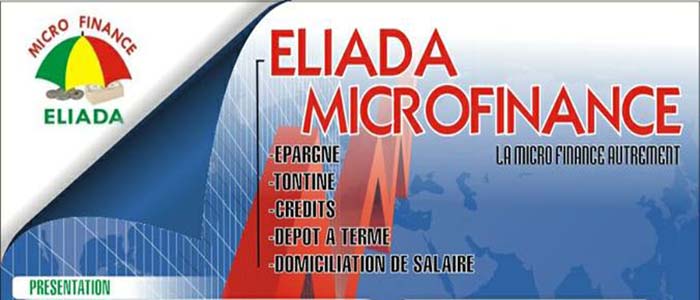 MICRO FINANCE
ELIADA
ELIADA
MICROFINANCE
LA MICRO FINANCE AUTREMENT
-EPARGNE
-TONTINE
-CREDITS
-DEPOT A TERME
-DOMICILIATION DE SALAIRE
PRESENTATION